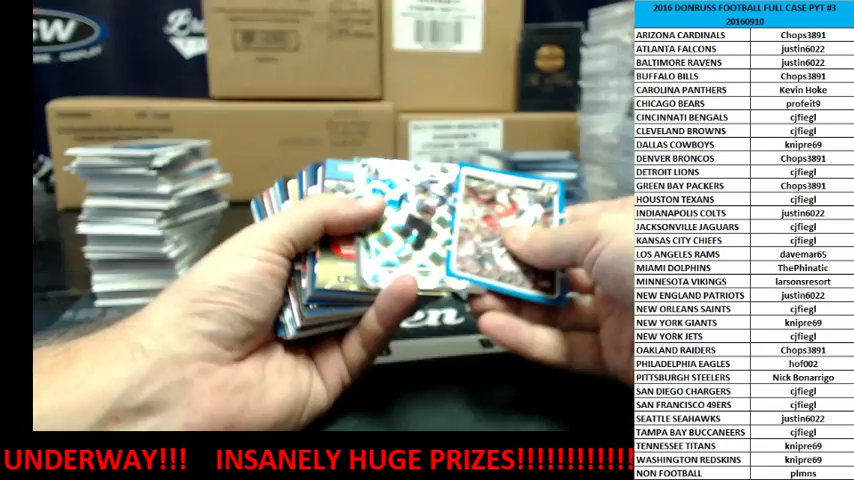 2016 DONRUSS FOOTBALL FULL CASE PYT #3
20160910
ARIZONA CARDINALS Chops3891
ATLANTA FALCONS justin6022
BALTIMORE RAVENS justin6022
BUFFALO BILLS Chops3891
CAROLINA PANTHERS Kevin Hoke
CHICAGO BEARS profeit9
CINCINNATI BENGALS cjfiegl
CLEVELAND BROWNS cjfiegl
DALLAS COWBOYS knipre69
DENVER BRONCOS Chops3891
DETROIT LIONS cjfiegl
GREEN BAY PACKERS Chops3891
HOUSTON TEXANS cjfiegl
INDIANAPOLIS COLTS justin6022
JACKSONVILLE JAGUARS cjfiegl
KANSAS CITY CHIEFS cjfiegl
LOS ANGELES RAMS davemar65
MIAMI DOLPHINS ThePhinatic
MINNESOTA VIKINGS larsonsresort
NEW ENGLAND PATRIOTS justin6022
NEW ORLEANS SAINTS cjfiegl
NEW YORK GIANTS knipre69
NEW YORK JETS cjfiegl
OAKLAND RAIDERS Chops3891
PHILADELPHIA EAGLES hof002
PITTSBURGH STEELERS Nick Bonarrigo
SAN DIEGO CHARGERS cjfiegl
SAN FRANCISCO 49ERS cjfiegl
SEATTLE SEAHAWKS justin6022
TAMPA BAY BUCCANEERS cjfiegl
TENNESSEE TITANS knipre69
WASHINGTON REDSKINS knipre69
NON FOOTBALL plmns
UNDERWAY!!! INSANELY HUGE PRIZES!!!!!!!!!!!!!